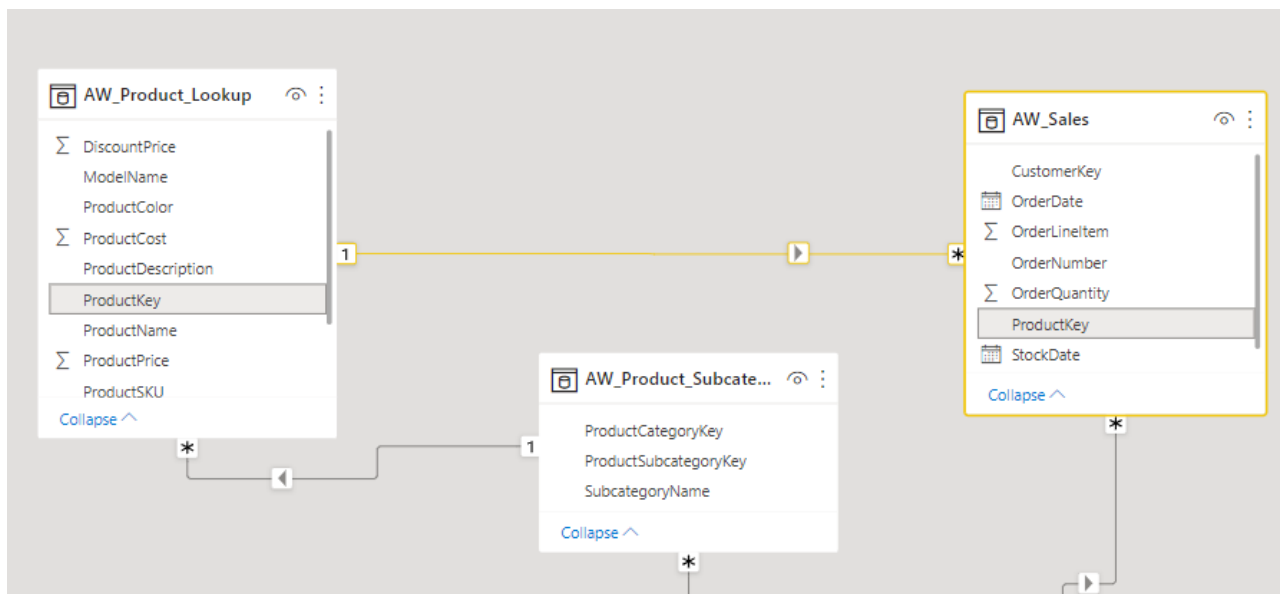 AW_Product_Lookup
DiscountPrice
ModelName
ProductColor
ProductCost
ProductDescription
ProductKey
ProductName
ProductPrice
ProductSKU
Collapse
1
*
*
1
AW_Product_Subcate...
ProductCategoryKey
ProductSubcategoryKey
SubcategoryName
Collapse
*
AW_Sales
CustomerKey
OrderDate
OrderLineItem
OrderNumber
OrderQuantity
ProductKey
StockDate
Collapse
*